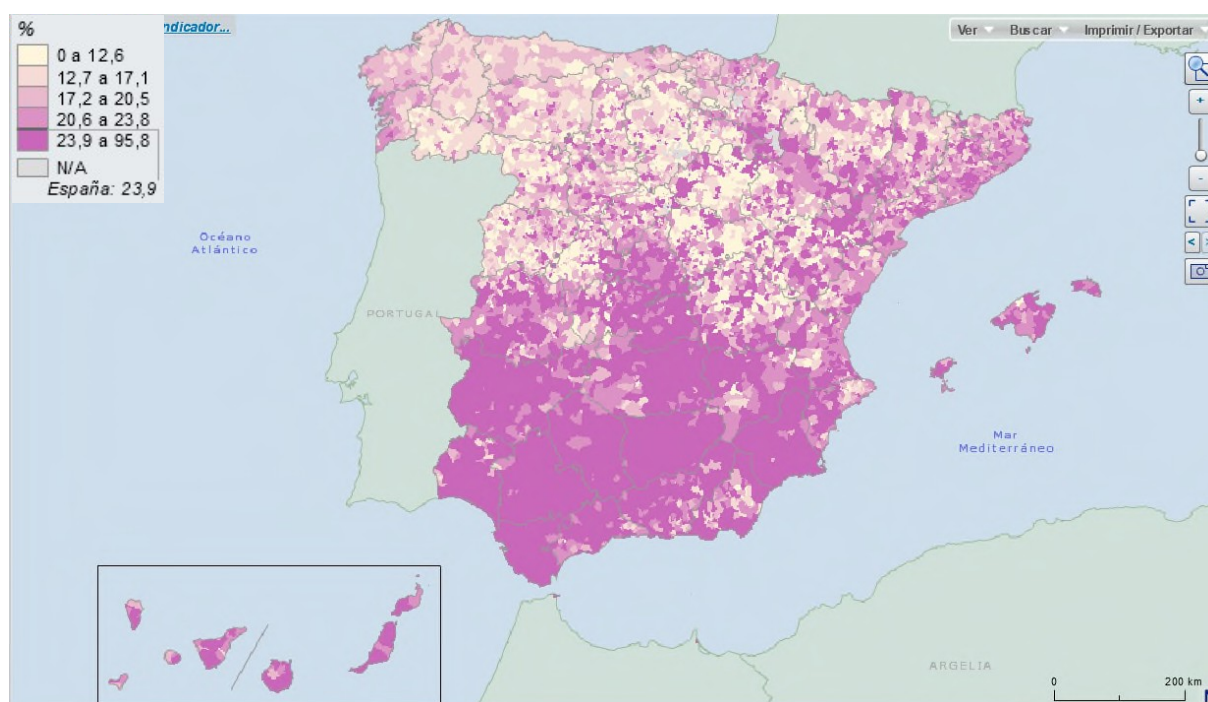 %
ndicador...
0 a 12,6
12,7 a 17,1
17,2 a 20,5
20,6 a 23,8
23,9 a 95,8
N/A
España: 23,9
Ver
Buscar
Imprimir / Exportar
+
-
<
Océano
Atlántico
PORTUGAL
Mar
Mediterráneo
ARGELIA
0
200 km